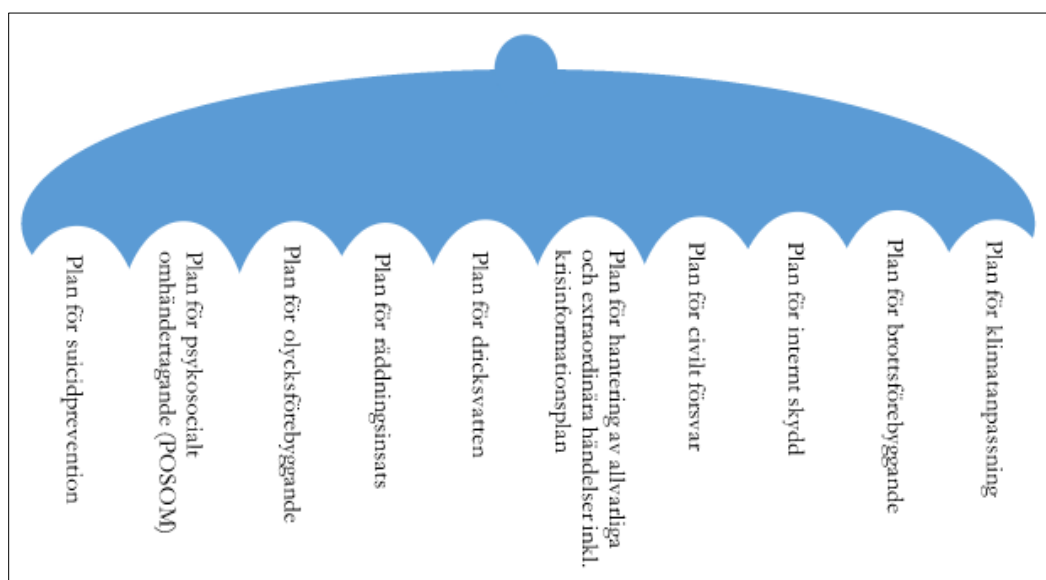 Plan för suicidprevention
Plan för psykosocialt
omhändertagande (POSOM)
Plan för olycksförebyggande
Plan för räddningsinsats
Plan för dricksvatten
Plan för hantering av allvarliga
och extraordinära händelser inkl.
krisinformationsplan
Plan för civilt försvar
Plan för internt skydd
Plan för brottsförebyggande
Plan för klimatanpassning